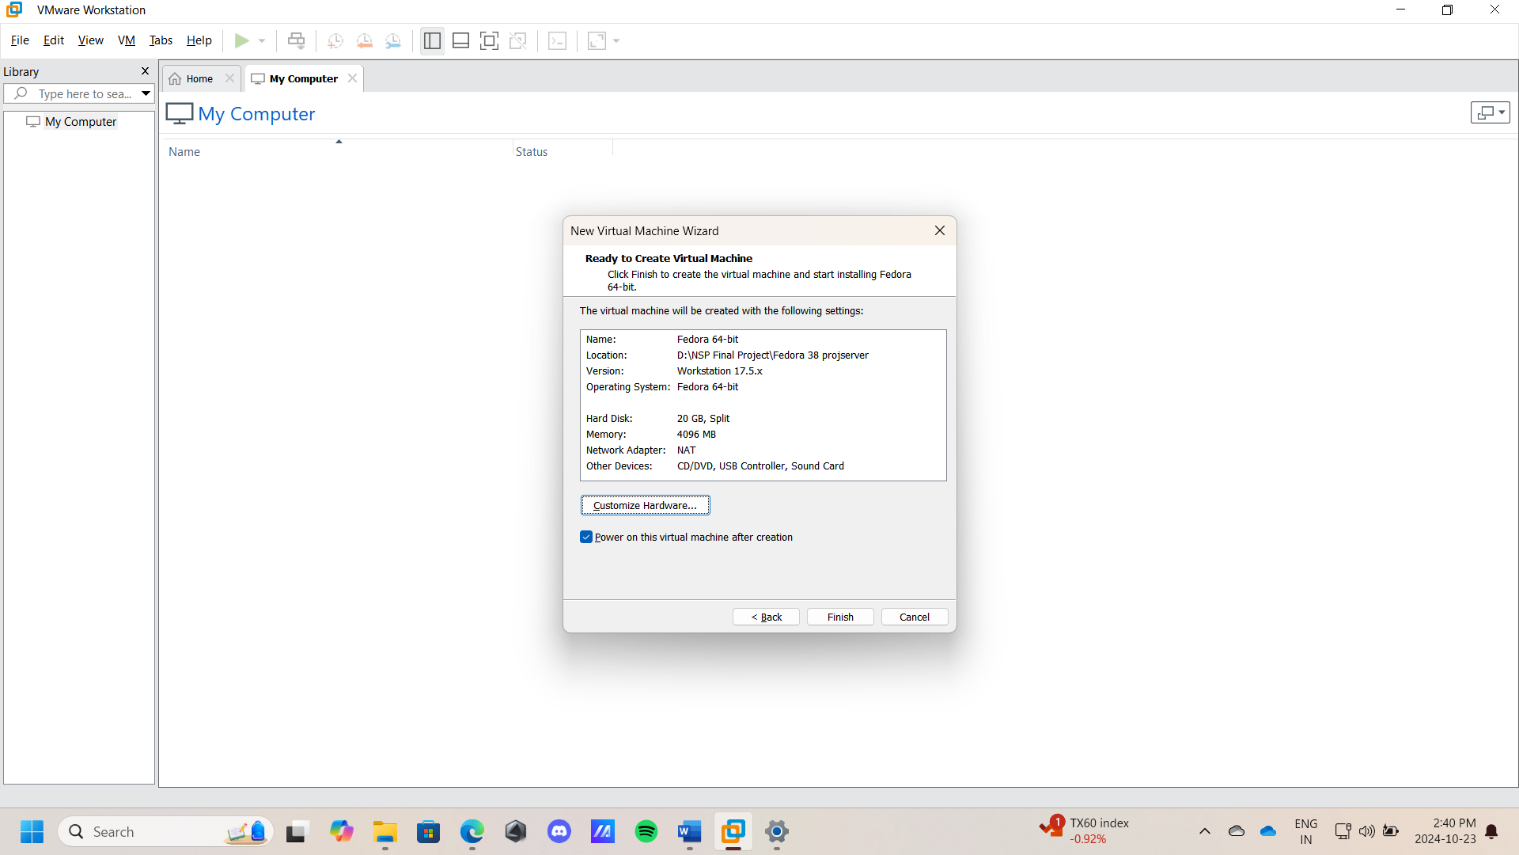 VMware Workstation
File Edit View VM Tabs Help
Library
Type here to sea...
My Computer
Home
My Computer
My Computer
Name
Status
New Virtual Machine Wizard
Ready to Create Virtual Machine
Click Finish to create the virtual machine and start installing Fedora
64-bit.
The virtual machine will be created with the following settings:
Name: Fedora 64-bit
Location: D:\NSP Final Project\Fedora 38 projserver
Version: Workstation 17.5.x
Operating System: Fedora 64-bit
Hard Disk: 20 GB, Split
Memory: 4096 MB
Network Adapter: NAT
Other Devices: CD/DVD, USB Controller, Sound Card
Customize Hardware...
Power on this virtual machine after creation
< Back
Finish
Cancel
Search
W
1
TX60 index
-0.92%
ENG
IN
2:40 PM
2024-10-23